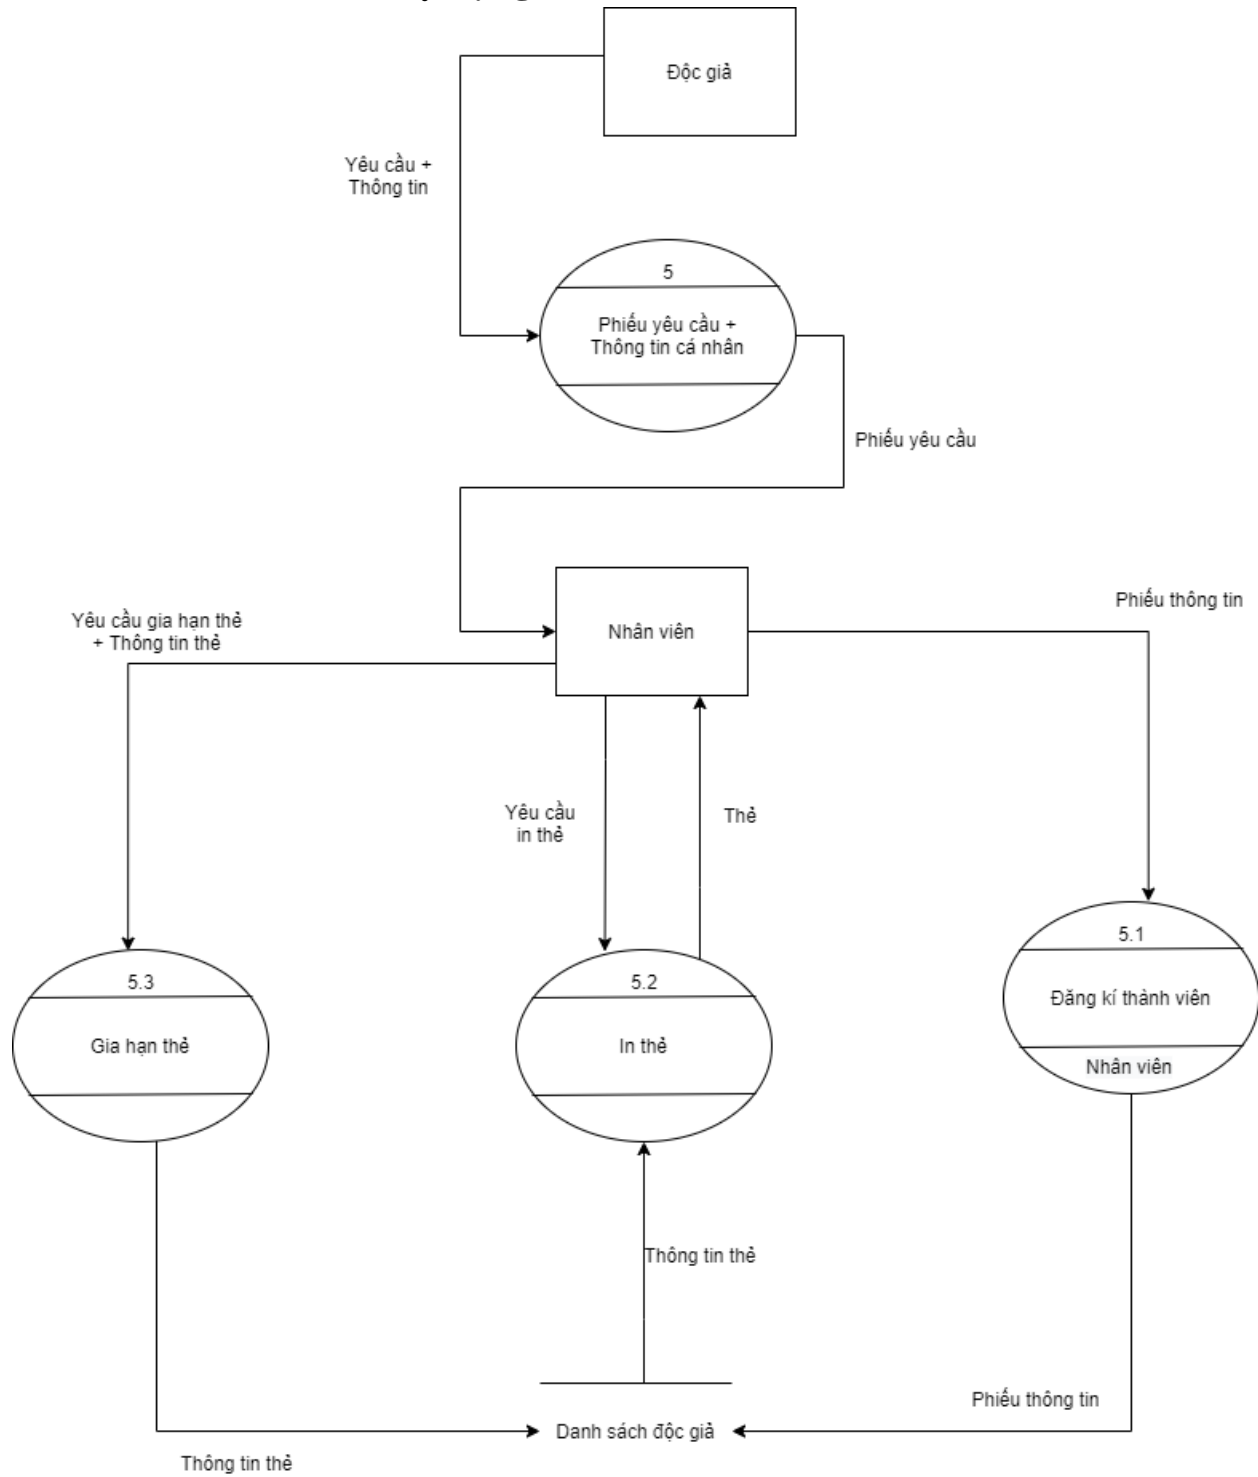 Độc giả
Yêu cầu +
Thông tin
5
Phiếu yêu cầu +
Thông tin cá nhân
Phiếu yêu cầu
Phiếu thông tin
Yêu cầu gia hạn thẻ
+ Thông tin thẻ
Nhân viên
Yêu cầu
in thẻ
Thẻ
5.1
Đăng kí thành viên
Nhân viên
5.3
Gia hạn thẻ
5.2
In thẻ
Thông tin thẻ
Phiếu thông tin
Danh sách độc giả
Thông tin thẻ